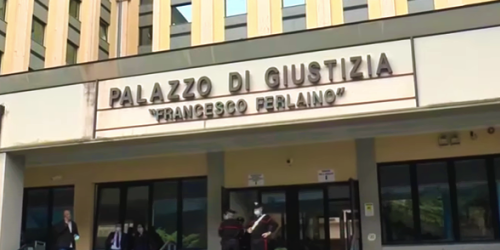 PALAZZO DI GIUSTIZIA
"FRANCESCO FERLAINO"